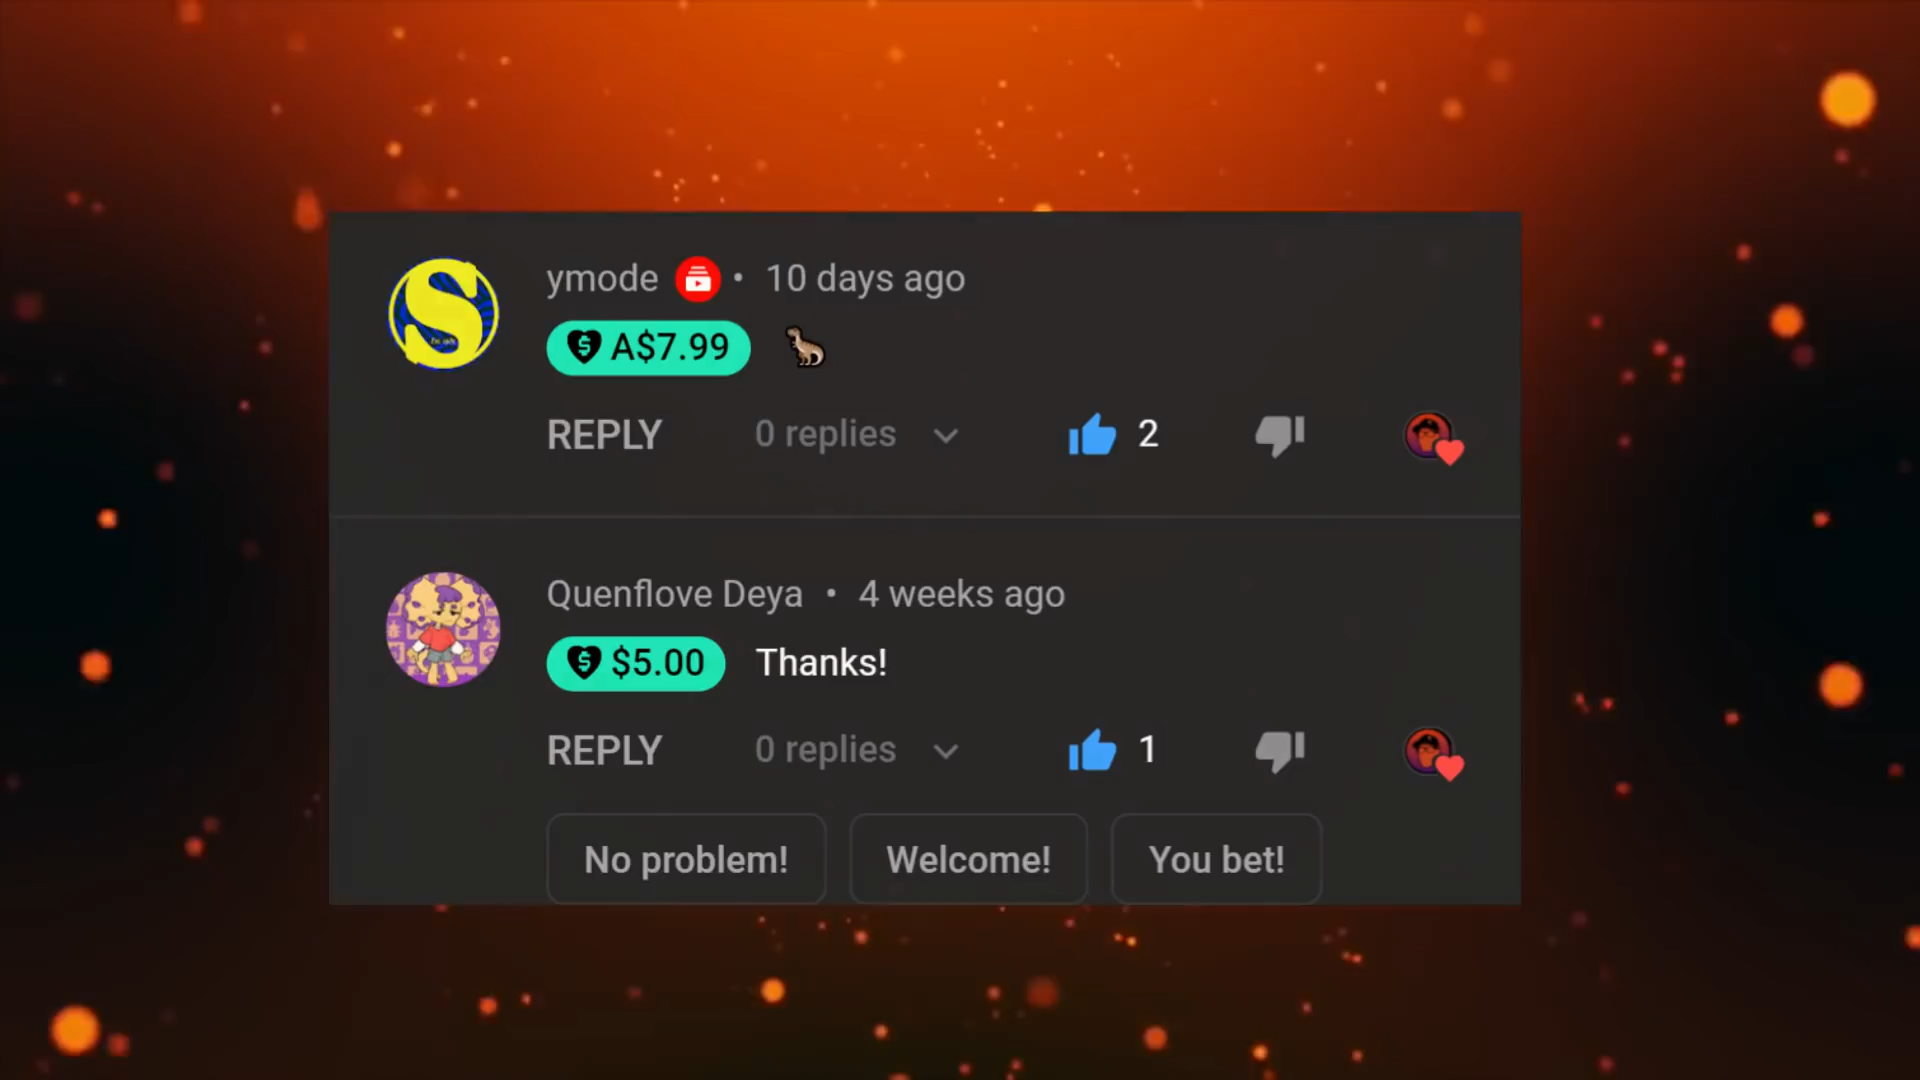 ymode • 10 days ago
A$7.99
REPLY 0 replies 2
Quenflove Deya • 4 weeks ago
$5.00 Thanks!
REPLY 0 replies 1
No problem! Welcome! You bet!